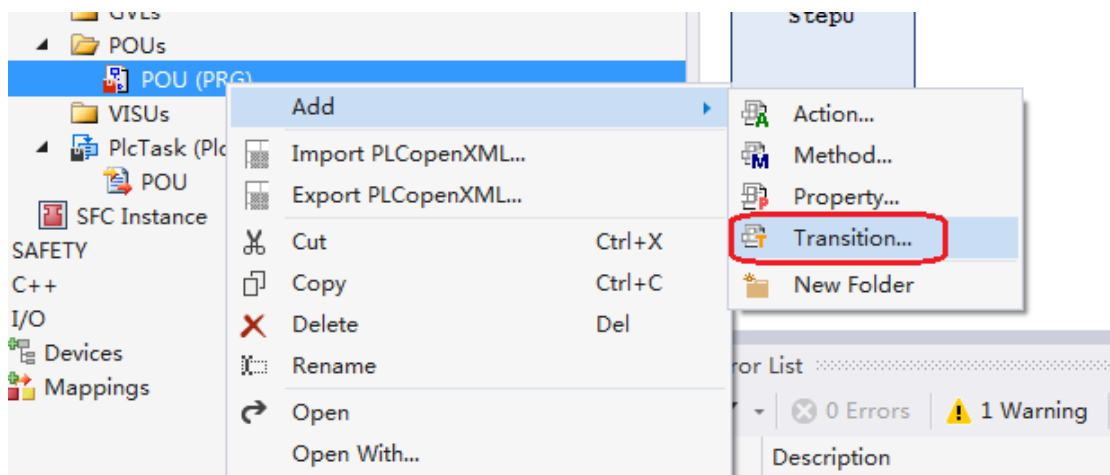 GVLs
Step0
POUs
POU (PRG)
VISUs
PlcTask (Plc
POU
SFC Instance
SAFETY
C++
I/O
Devices
Mappings
Add
Import PLCopenXML...
Export PLCopenXML...
Cut Ctrl+X
Copy Ctrl+C
Delete Del
Rename
Open
Open With...
Action...
Method...
Property...
Transition...
New Folder
ror List
0 Errors
1 Warning
Description